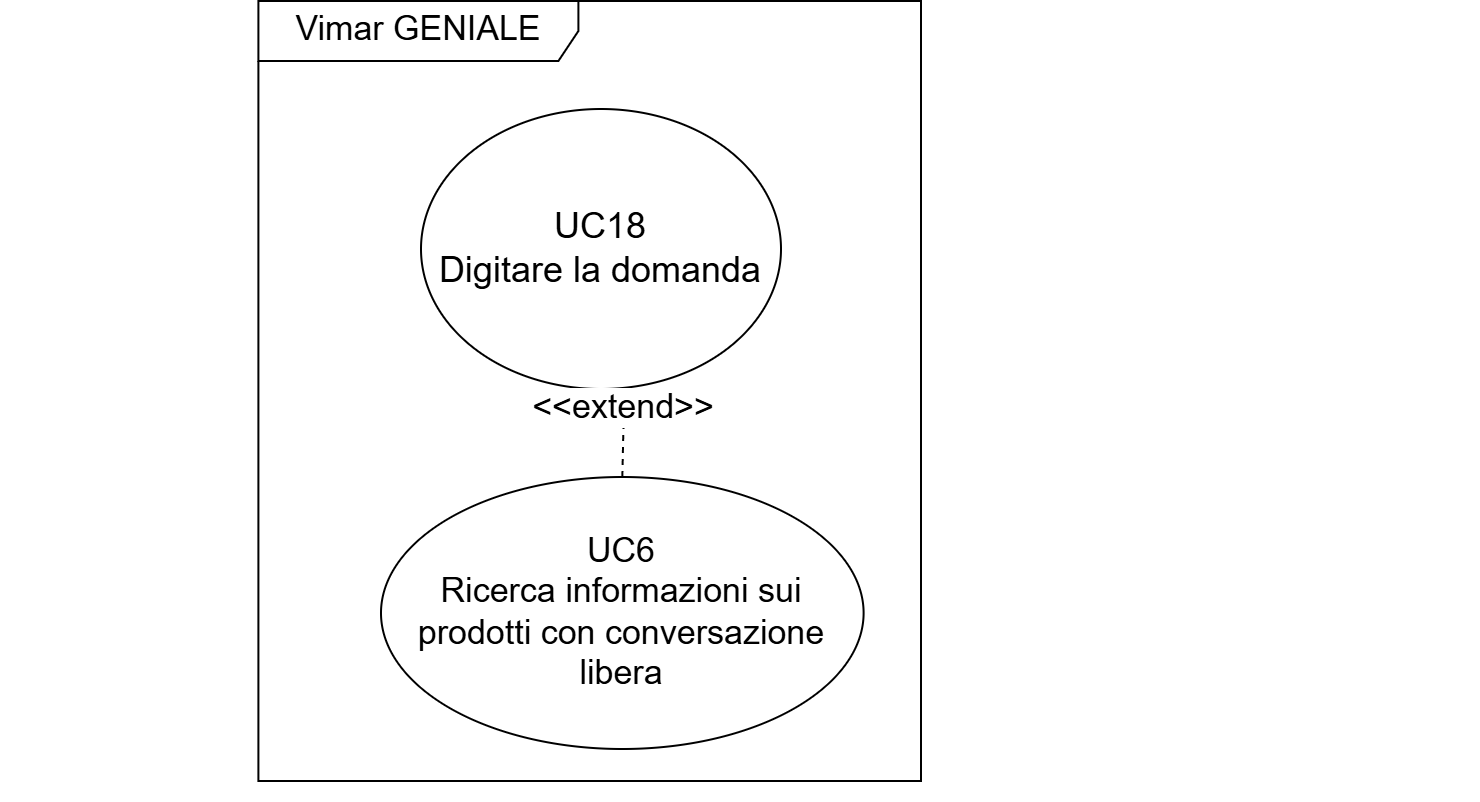 Vimar GENIALE
UC18
Digitare la domanda
<<extend>>
UC6
Ricerca informazioni sui
prodotti con conversazione
libera